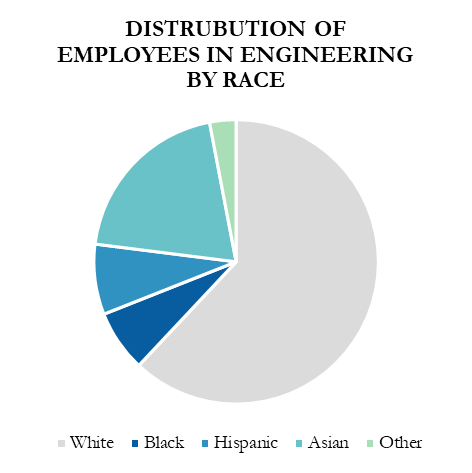 DISTRUBUTION OF
EMPLOYEES IN ENGINEERING
BY RACE
White Black Hispanic Asian Other